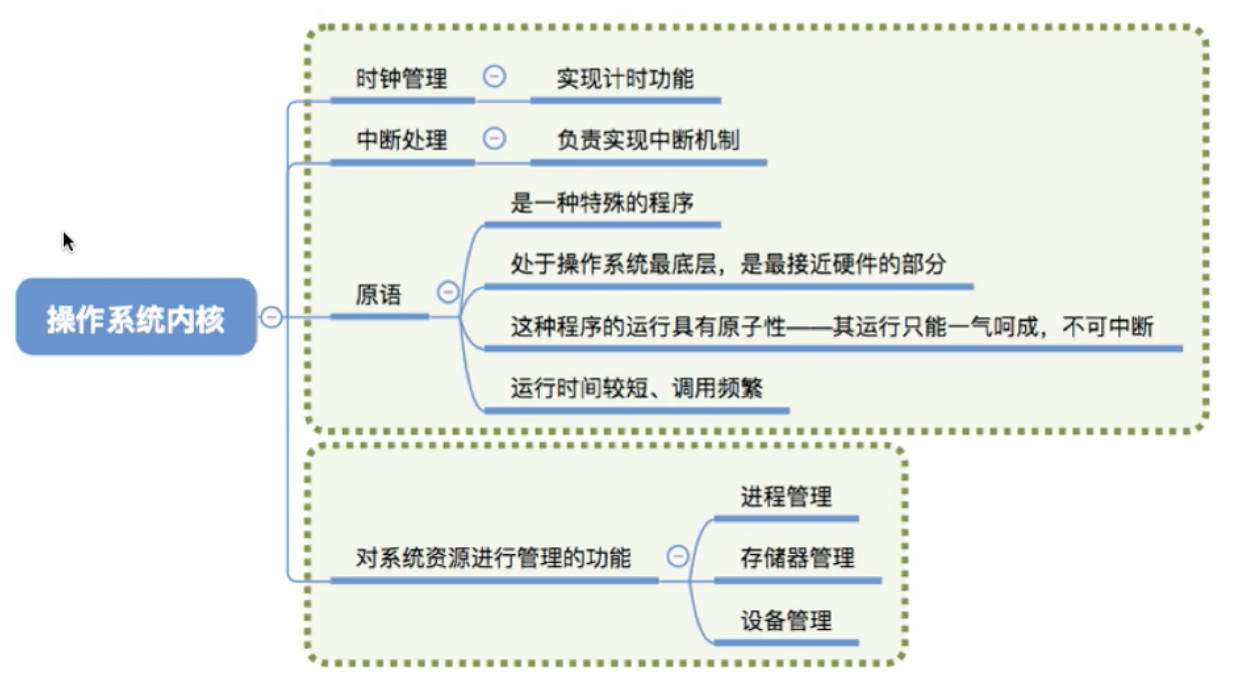 操作系统内核
时钟管理
实现计时功能
中断处理
负责实现中断机制
原语
是一种特殊的程序
处于操作系统最底层，是最接近硬件的部分
这种程序的运行具有原子性——其运行只能一气呵成，不可中断
运行时间较短、调用频繁
对系统资源进行管理的功能
进程管理
存储器管理
设备管理